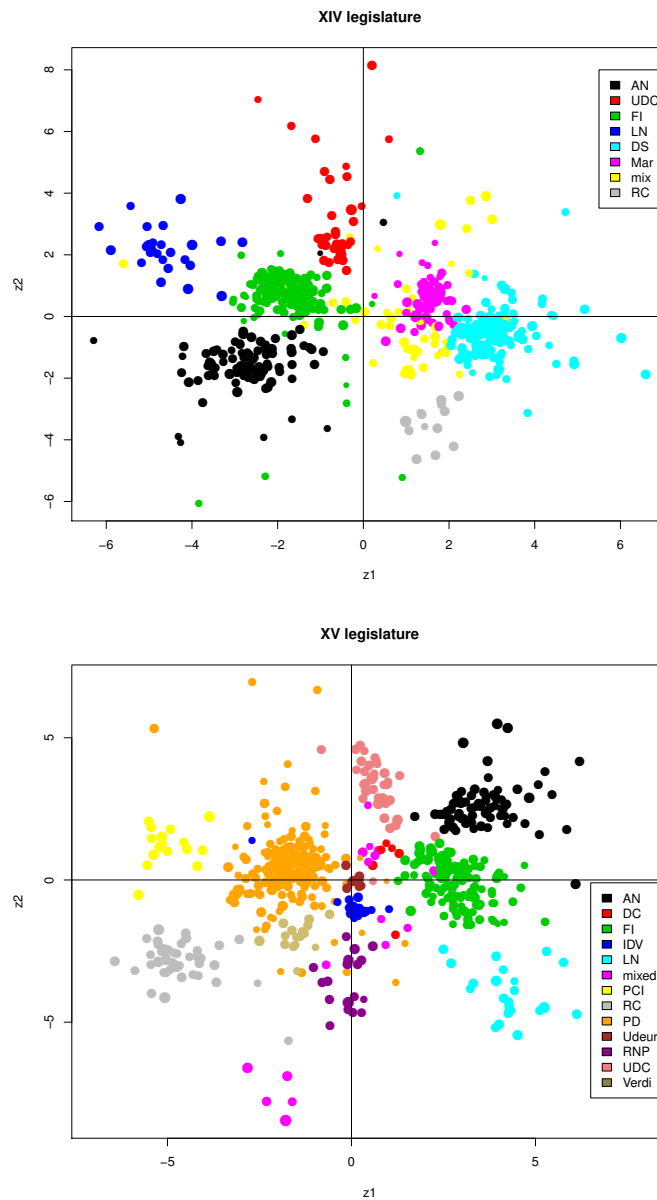 XIV legislature
8
6
4
2
0
−2
−4
−6
z2
−6 −4 −2 0 2 4 6
z1
AN
UDC
FI
LN
DS
Mar
mix
RC
XV legislature
5
0
−5
z2
−5 0 5
z1
AN
DC
FI
IDV
LN
mixed
PCI
RC
PD
Udeur
RNP
UDC
Verdi